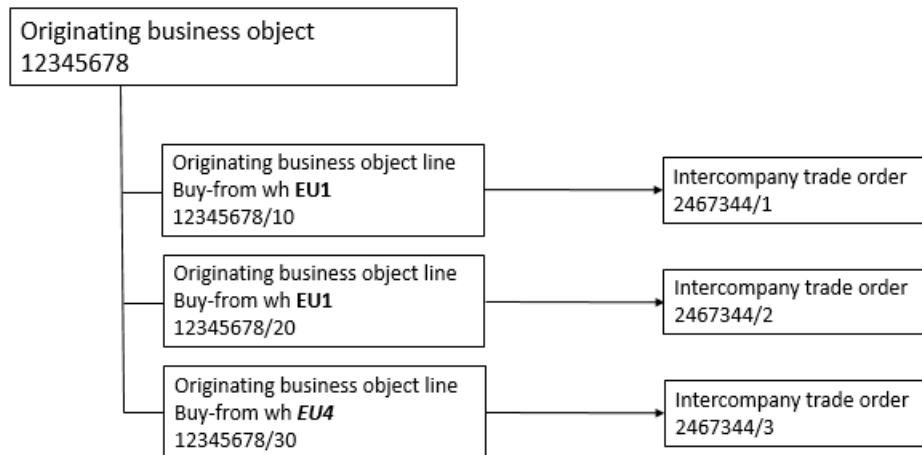 Originating business object
12345678
Originating business object line
Buy-from wh EU1
12345678/10
Intercompany trade order
2467344/1
Originating business object line
Buy-from wh EU1
12345678/20
Intercompany trade order
2467344/2
Originating business object line
Buy-from wh EU4
12345678/30
Intercompany trade order
2467344/3